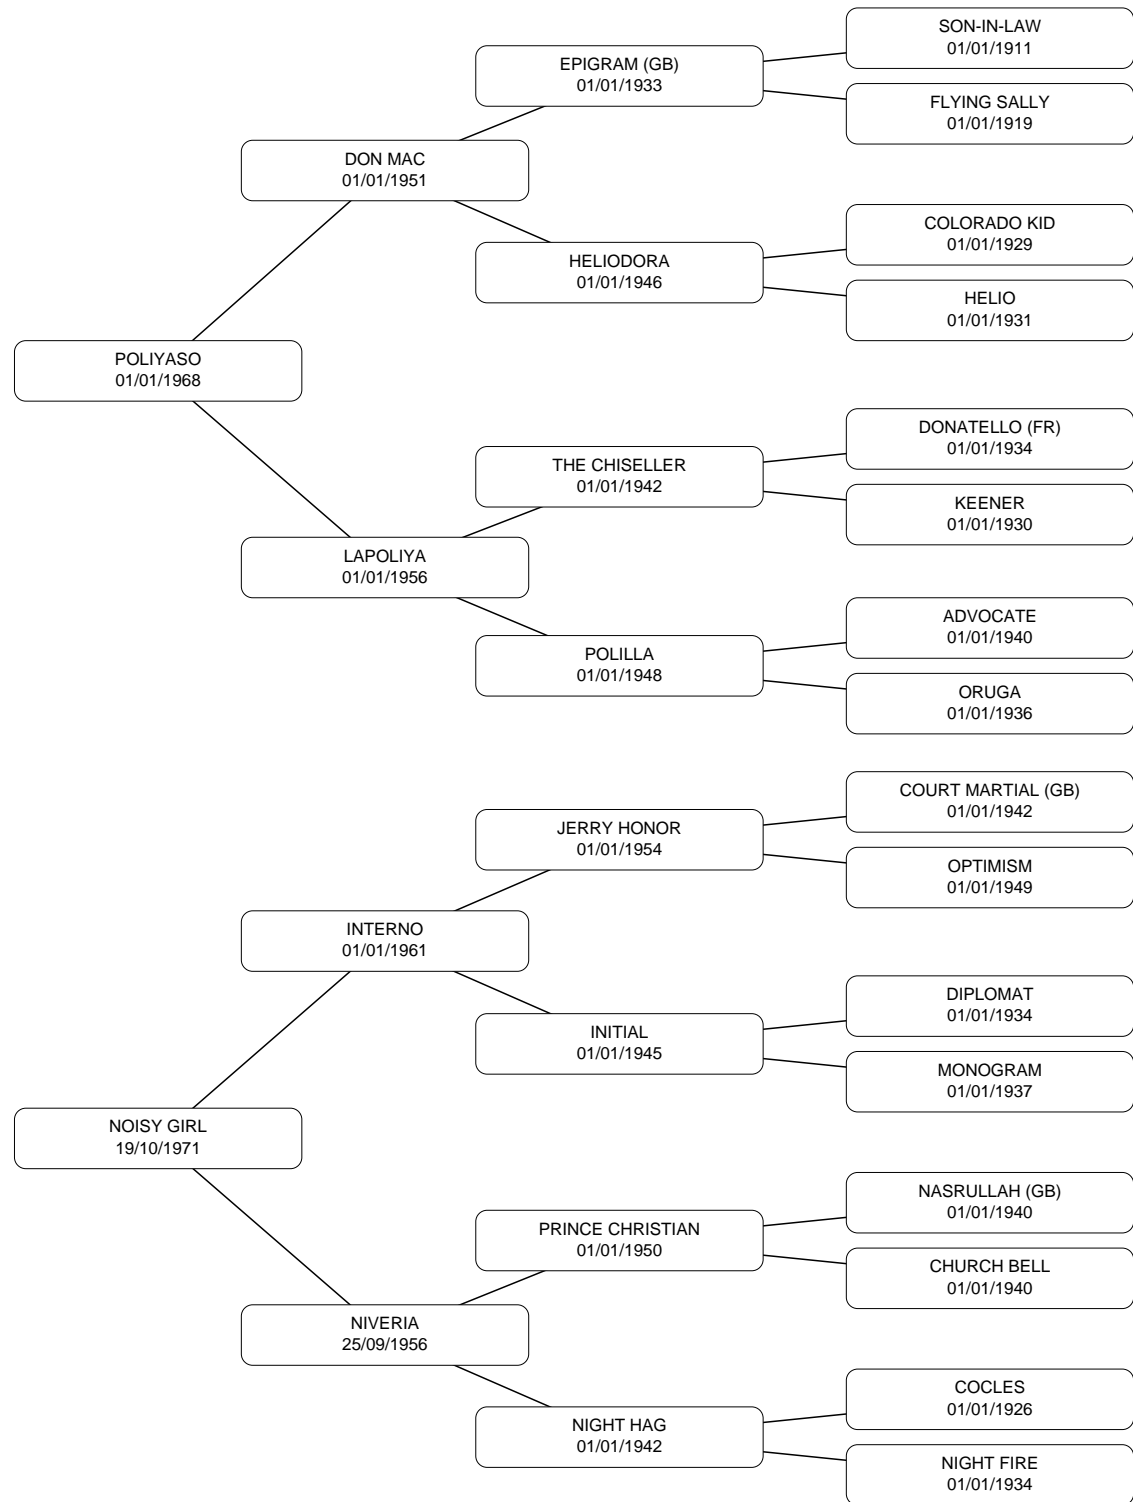 SON-IN-LAW
01/01/1911
EPIGRAM (GB)
01/01/1933
FLYING SALLY
01/01/1919
DON MAC
01/01/1951
COLORADO KID
01/01/1929
HELIODORA
01/01/1946
HELIO
01/01/1931
POLIYASO
01/01/1968
DONATELLO (FR)
01/01/1934
THE CHISELLER
01/01/1942
KEENER
01/01/1930
LAPOLIYA
01/01/1956
ADVOCATE
01/01/1940
POLILLA
01/01/1948
ORUGA
01/01/1936
COURT MARTIAL (GB)
01/01/1942
JERRY HONOR
01/01/1954
OPTIMISM
01/01/1949
INTERNO
01/01/1961
DIPLOMAT
01/01/1934
INITIAL
01/01/1945
MONOGRAM
01/01/1937
NOISY GIRL
19/10/1971
NASRULLAH (GB)
01/01/1940
PRINCE CHRISTIAN
01/01/1950
CHURCH BELL
01/01/1940
NIVERIA
25/09/1956
COCLES
01/01/1926
NIGHT HAG
01/01/1942
NIGHT FIRE
01/01/1934